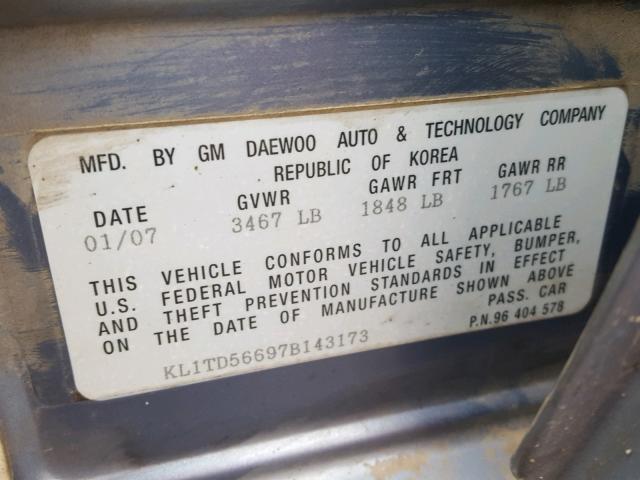 MFD. BY GM DAEWOO AUTO & TECHNOLOGY COMPANY
REPUBLIC OF KOREA
DATE GVWR GAWR FRT GAWR RR
01/07 3467 LB 1848 LB 1767 LB
THIS VEHICLE CONFORMS TO ALL APPLICABLE
U.S. FEDERAL MOTOR VEHICLE SAFETY, BUMPER,
AND THEFT PREVENTION STANDARDS IN EFFECT
ON THE DATE OF MANUFACTURE SHOWN ABOVE
PASS. CAR
KL1TD56697B143173 P.N.96 404 578